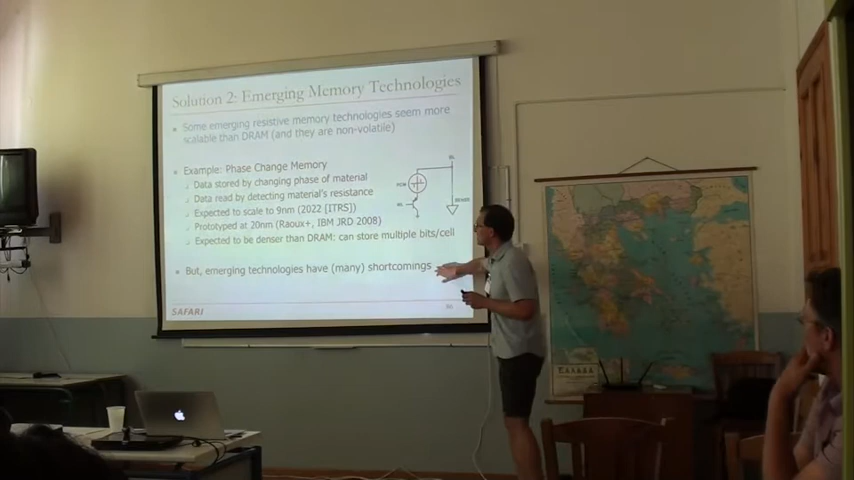 Solution 2: Emerging Memory Technologies
Some emerging resistive memory technologies seem more
scalable than DRAM (and they are non-volatile)
Example: Phase Change Memory
Data stored by changing phase of material
Data read by detecting material's resistance
Expected to scale to 9nm (2022 [ITRS])
Prototyped at 20nm (Raoux+, IBM JRD 2008)
Expected to be denser than DRAM: can store multiple bits/cell
But, emerging technologies have (many) shortcomings
SAFARI
ΕΛΛΑΣ